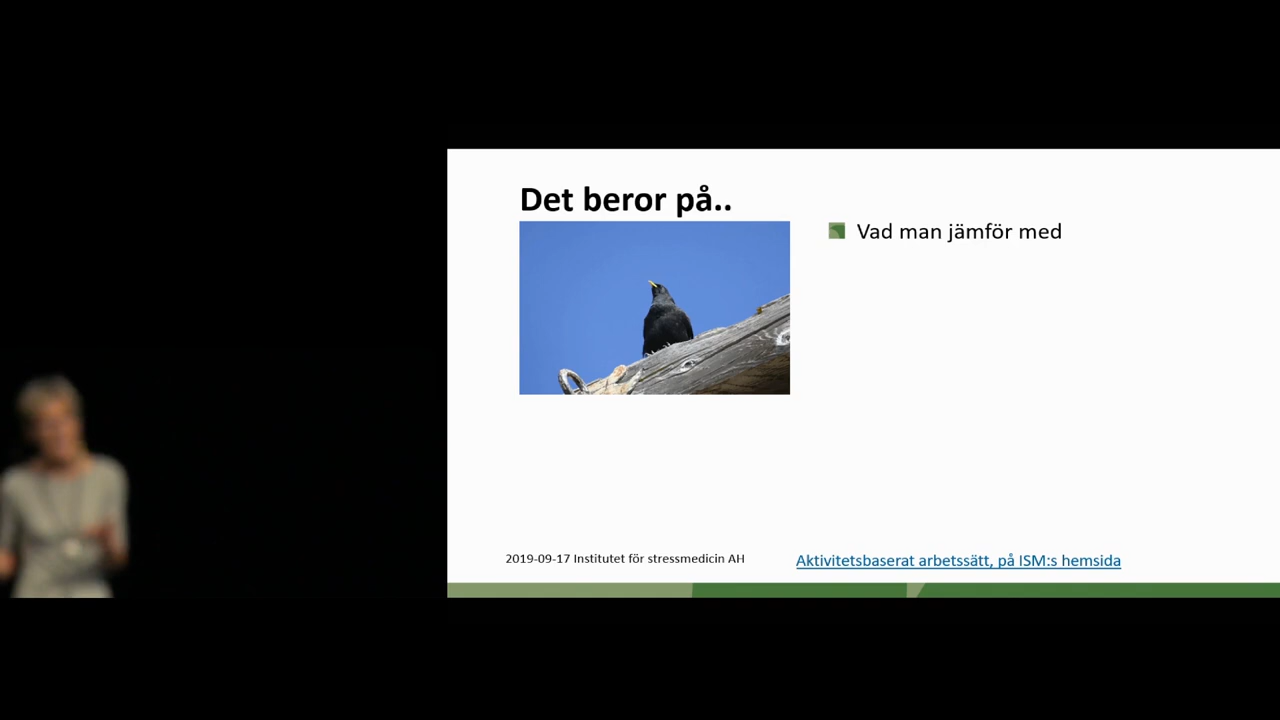 Det beror på..
Vad man jämför med
2019-09-17 Institutet för stressmedicin AH
Aktivitetsbaserat arbetssätt, på ISM:s hemsida